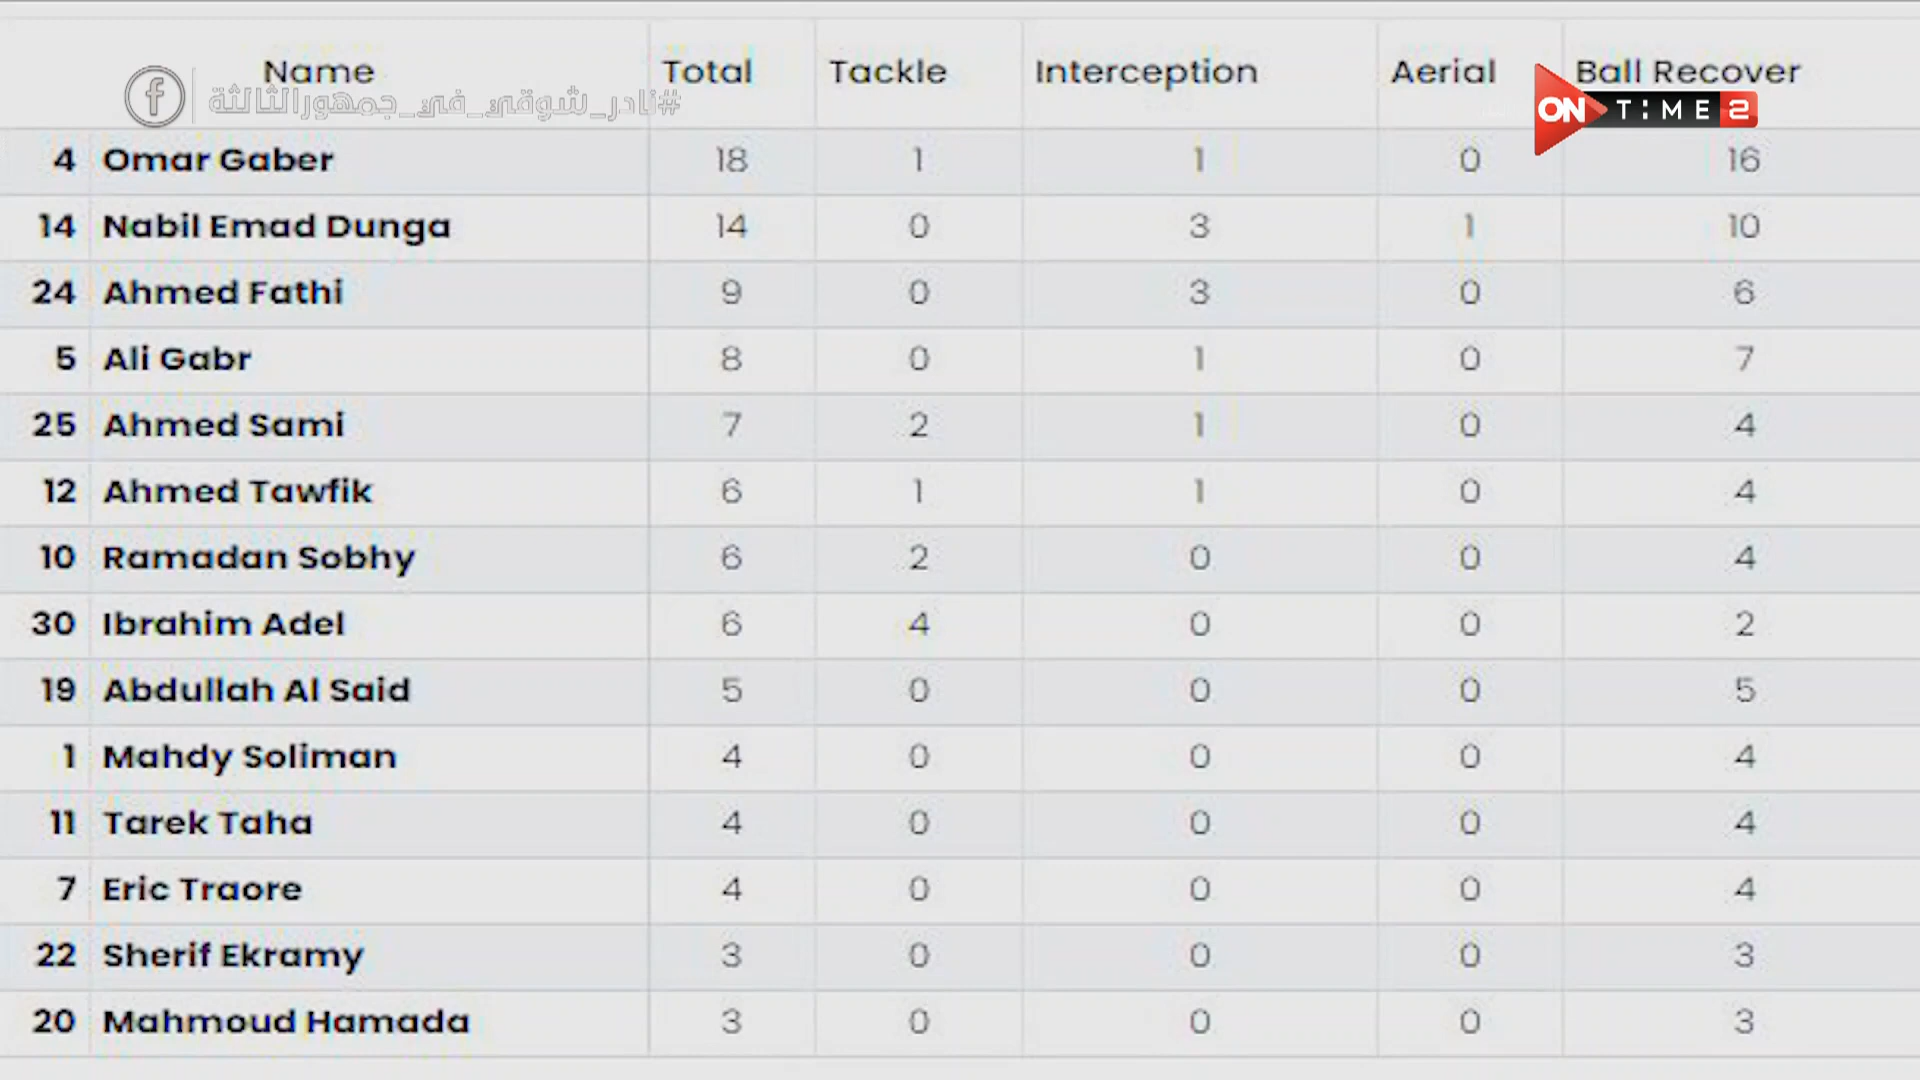 Name Total Tackle Interception Aerial Ball Recover
#نادر_شوقي_في_جمهورالثالثة
ON TIME 2
4 Omar Gaber 18 1 1 0 16
14 Nabil Emad Dunga 14 0 3 1 10
24 Ahmed Fathi 9 0 3 0 6
5 Ali Gabr 8 0 1 0 7
25 Ahmed Sami 7 2 1 0 4
12 Ahmed Tawfik 6 1 1 0 4
10 Ramadan Sobhy 6 2 0 0 4
30 Ibrahim Adel 6 4 0 0 2
19 Abdullah Al Said 5 0 0 0 5
1 Mahdy Soliman 4 0 0 0 4
11 Tarek Taha 4 0 0 0 4
7 Eric Traore 4 0 0 0 4
22 Sherif Ekramy 3 0 0 0 3
20 Mahmoud Hamada 3 0 0 0 3